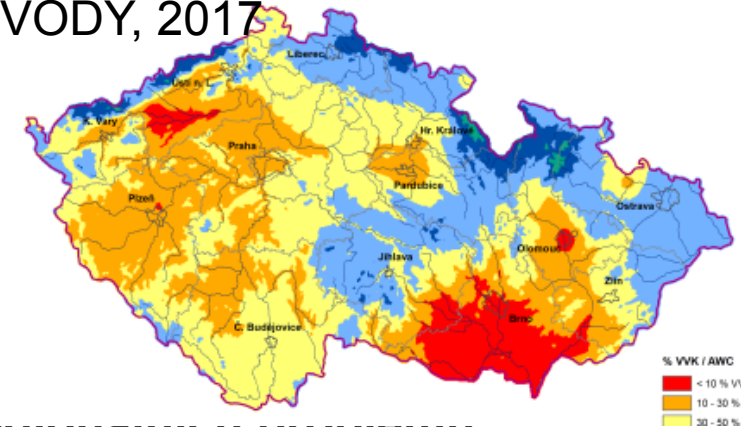 VODY, 2017
Liberec
Ústí n. L.
K. Vary
Hr. Králové
Praha
Pardubice
Plzeň
Ostrava
Olomouc
Jihlava
Zlín
Brno
Č. Budějovice
% VVK / AWC
< 10 % VV
10 - 30 %
30 - 50 %